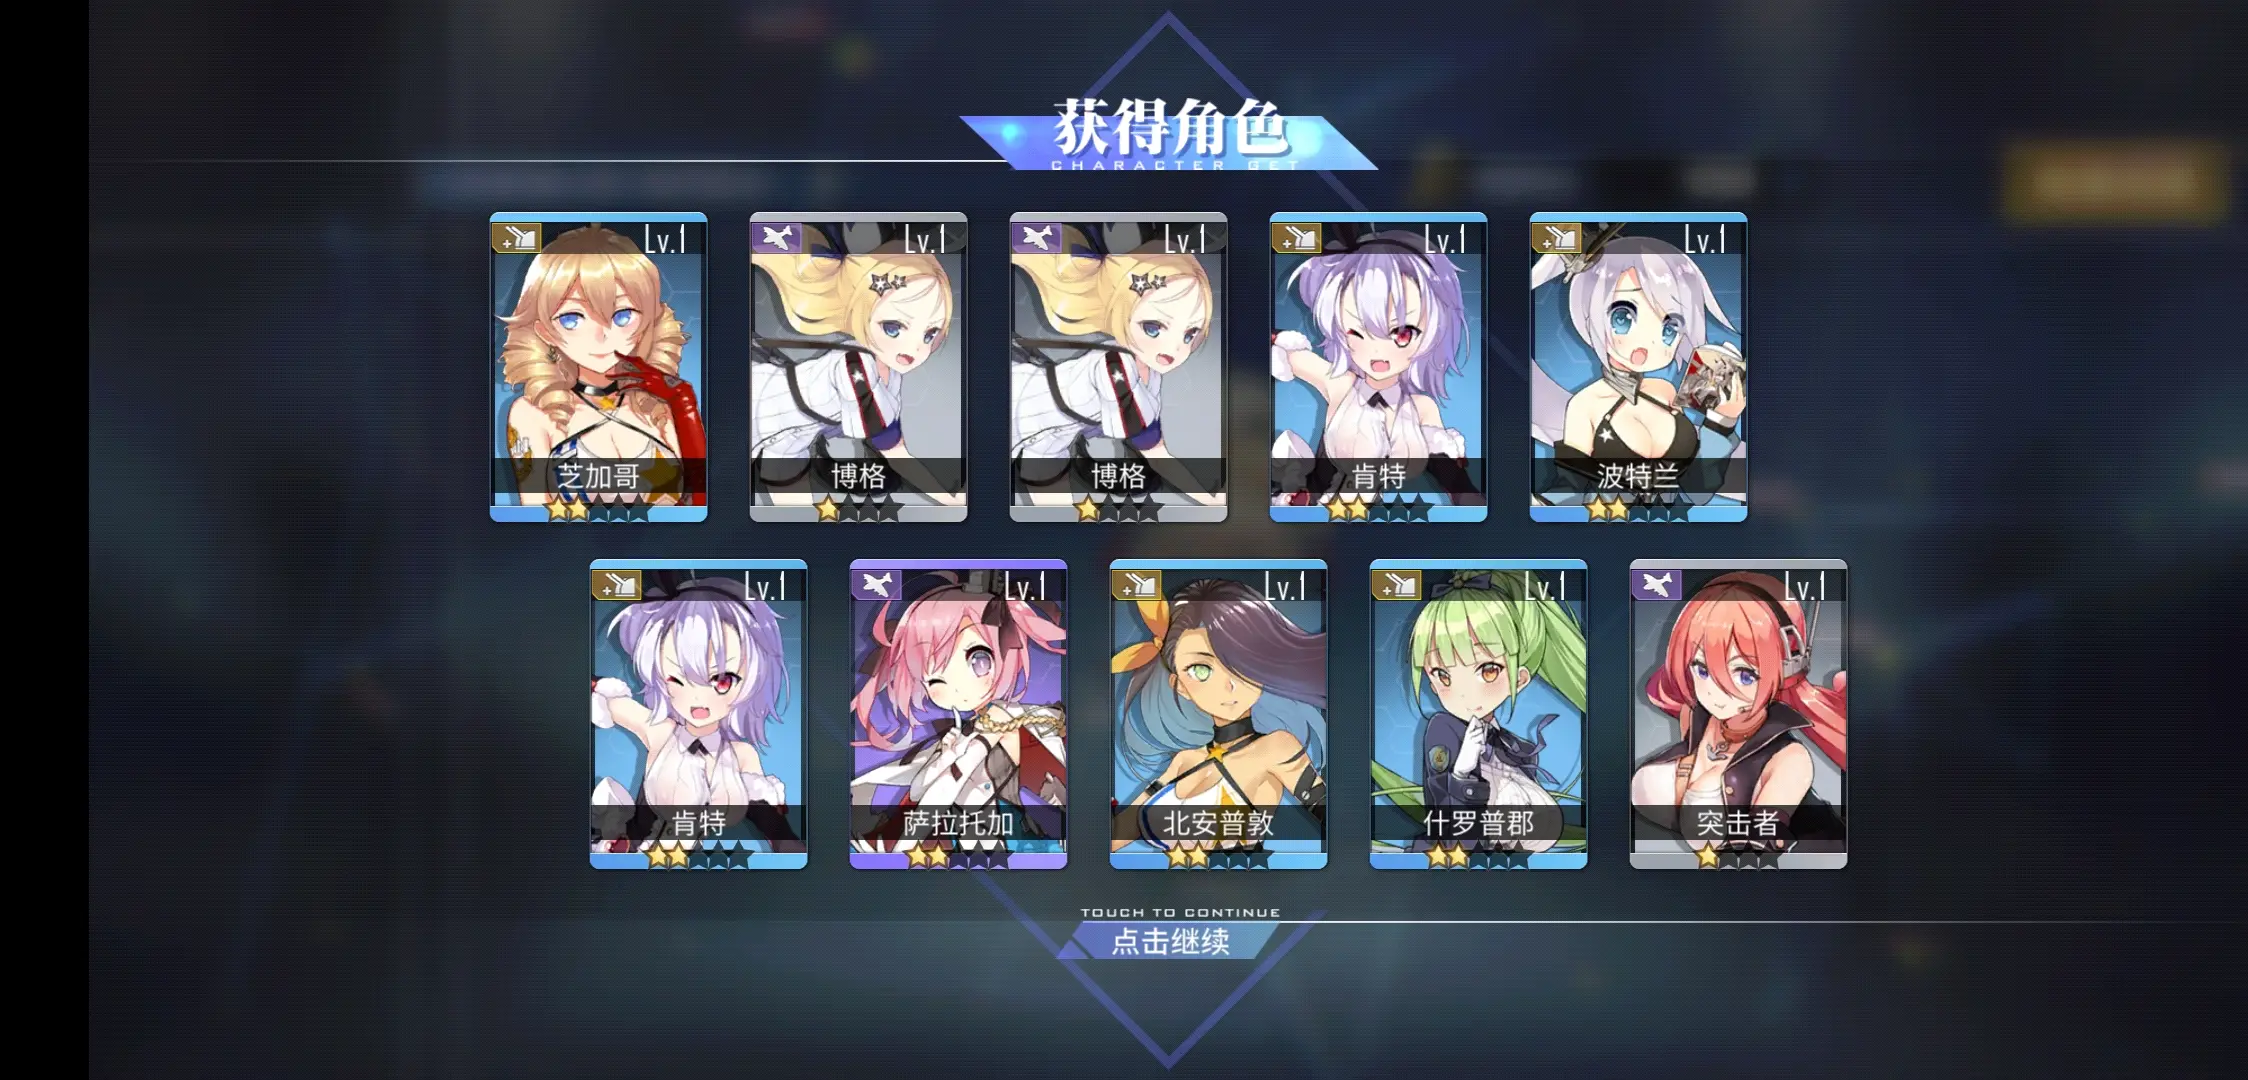 获得角色
CHARACTER GET
Lv.1
Lv.1
Lv.1
Lv.1
Lv.1
芝加哥
博格
博格
肯特
波特兰
Lv.1
Lv.1
Lv.1
Lv.1
Lv.1
肯特
萨拉托加
北安普敦
什罗普郡
突击者
TOUCH TO CONTINUE
点击继续